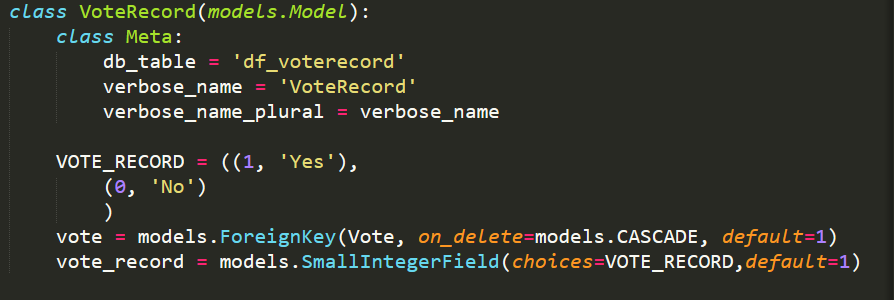 class VoteRecord(models.Model):
    class Meta:
        db_table = 'df_voterecord'
        verbose_name = 'VoteRecord'
        verbose_name_plural = verbose_name

    VOTE_RECORD = ((1, 'Yes'),
        (0, 'No')
        )
    vote = models.ForeignKey(Vote, on_delete=models.CASCADE, default=1)
    vote_record = models.SmallIntegerField(choices=VOTE_RECORD,default=1)